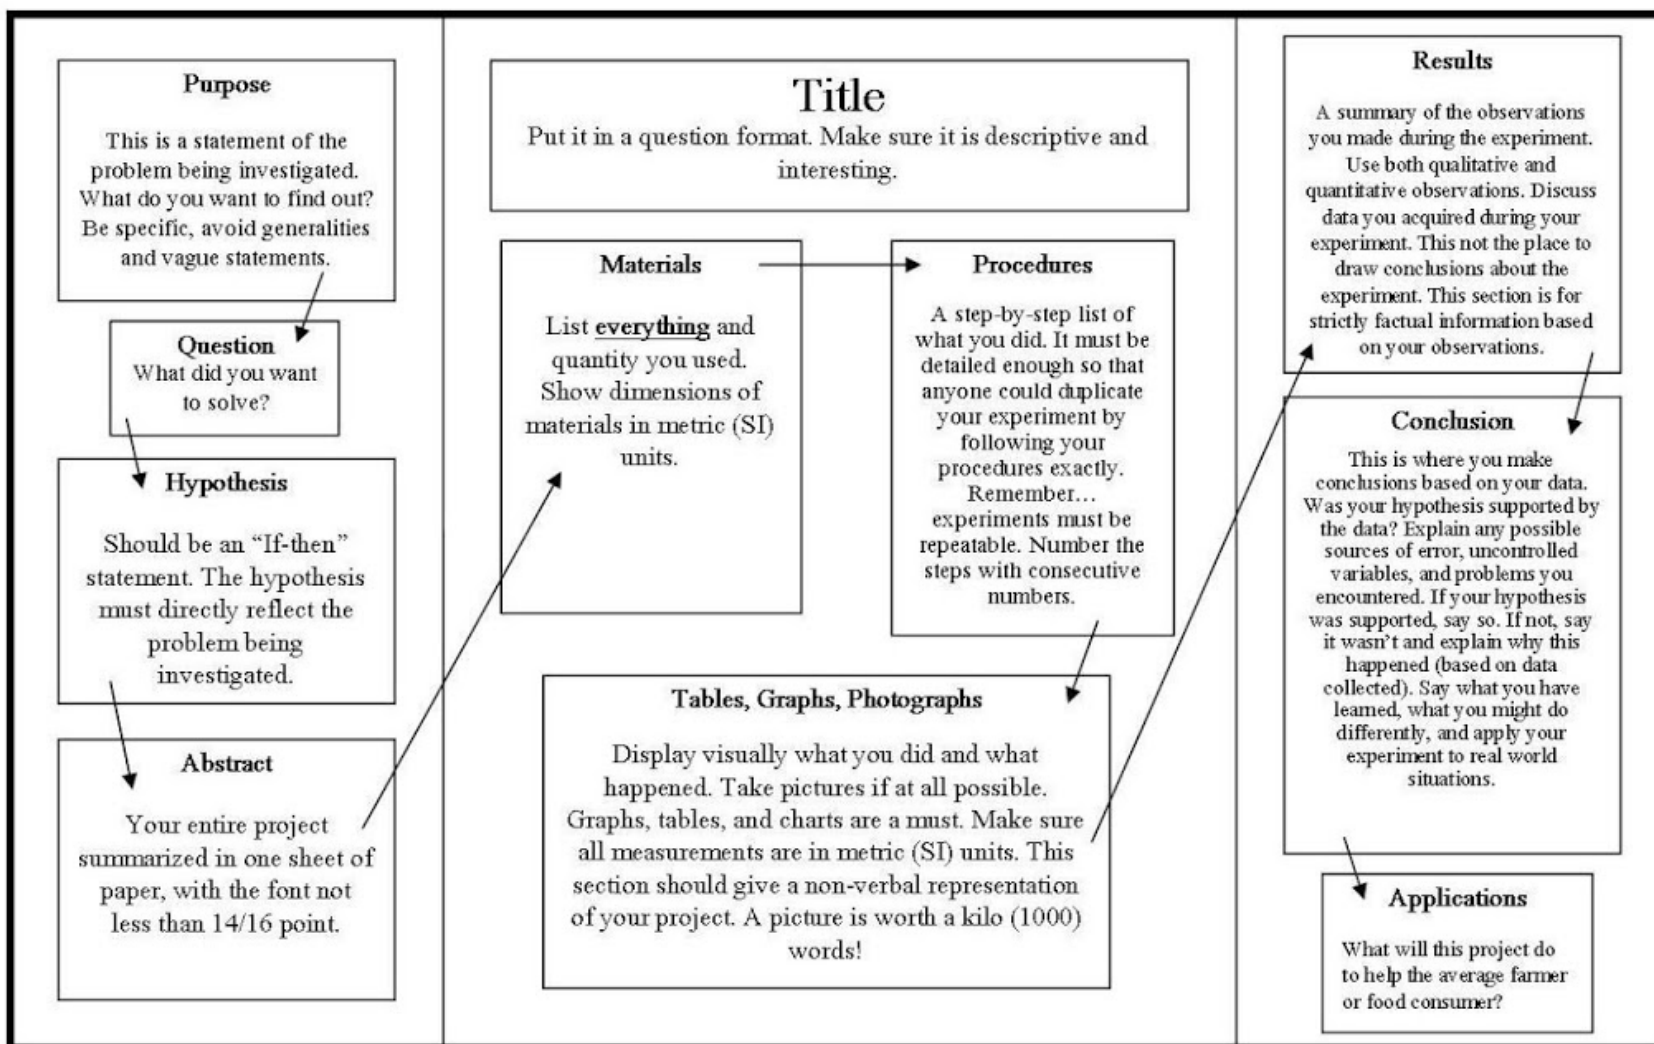 Purpose
This is a statement of the
problem being investigated.
What do you want to find out?
Be specific, avoid generalities
and vague statements.
Question
What did you want
to solve?
Hypothesis
Should be an “If-then”
statement. The hypothesis
must directly reflect the
problem being
investigated.
Abstract
Your entire project
summarized in one sheet of
paper, with the font not
less than 14/16 point.
Title
Put it in a question format. Make sure it is descriptive and
interesting.
Materials
List everything and
quantity you used.
Show dimensions of
materials in metric (SI)
units.
Procedures
A step-by-step list of
what you did. It must be
detailed enough so that
anyone could duplicate
your experiment by
following your
procedures exactly.
Remember…
experiments must be
repeatable. Number the
steps with consecutive
numbers.
Tables, Graphs, Photographs
Display visually what you did and what
happened. Take pictures if at all possible.
Graphs, tables, and charts are a must. Make sure
all measurements are in metric (SI) units. This
section should give a non-verbal representation
of your project. A picture is worth a kilo (1000)
words!
Results
A summary of the observations
you made during the experiment.
Use both qualitative and
quantitative observations. Discuss
data you acquired during your
experiment. This not the place to
draw conclusions about the
experiment. This section is for
strictly factual information based
on your observations.
Conclusion
This is where you make
conclusions based on your data.
Was your hypothesis supported by
the data? Explain any possible
sources of error, uncontrolled
variables, and problems you
encountered. If your hypothesis
was supported, say so. If not, say
it wasn’t and explain why this
happened (based on data
collected). Say what you have
learned, what you might do
differently, and apply your
experiment to real world
situations.
Applications
What will this project do
to help the average farmer
or food consumer?